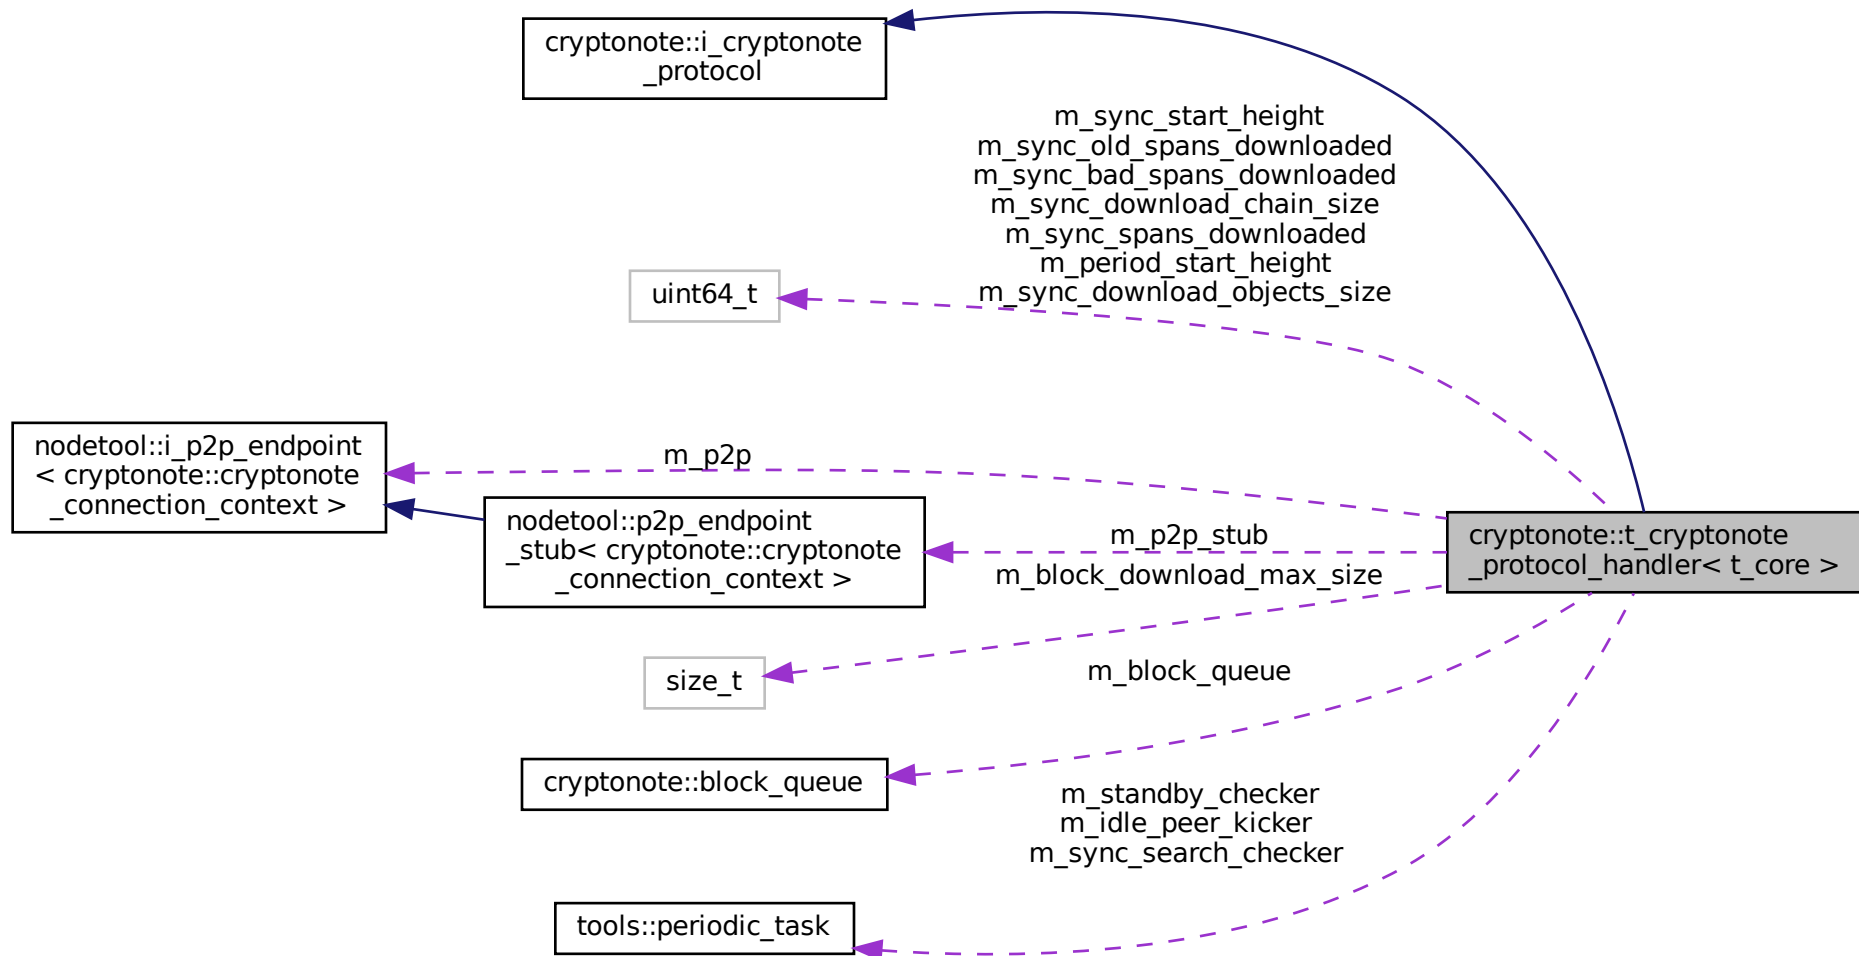 cryptonote::i_cryptonote
_protocol
m_sync_start_height
m_sync_old_spans_downloaded
m_sync_bad_spans_downloaded
m_sync_download_chain_size
m_sync_spans_downloaded
m_period_start_height
m_sync_download_objects_size
uint64_t
nodetool::i_p2p_endpoint
< cryptonote::cryptonote
_connection_context >
m_p2p
nodetool::p2p_endpoint
_stub< cryptonote::cryptonote
_connection_context >
m_p2p_stub
cryptonote::t_cryptonote
_protocol_handler< t_core >
m_block_download_max_size
size_t
m_block_queue
cryptonote::block_queue
m_standby_checker
m_idle_peer_kicker
m_sync_search_checker
tools::periodic_task